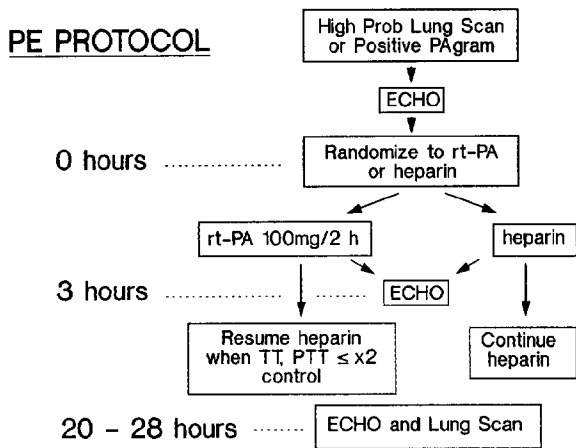 PE PROTOCOL
High Prob Lung Scan
or Positive PAgram
ECHO
0 hours
Randomize to rt-PA
or heparin
rt-PA 100mg/2 h
heparin
3 hours
ECHO
Resume heparin
when TT, PTT ≤ x2
control
Continue
heparin
20 - 28 hours
ECHO and Lung Scan